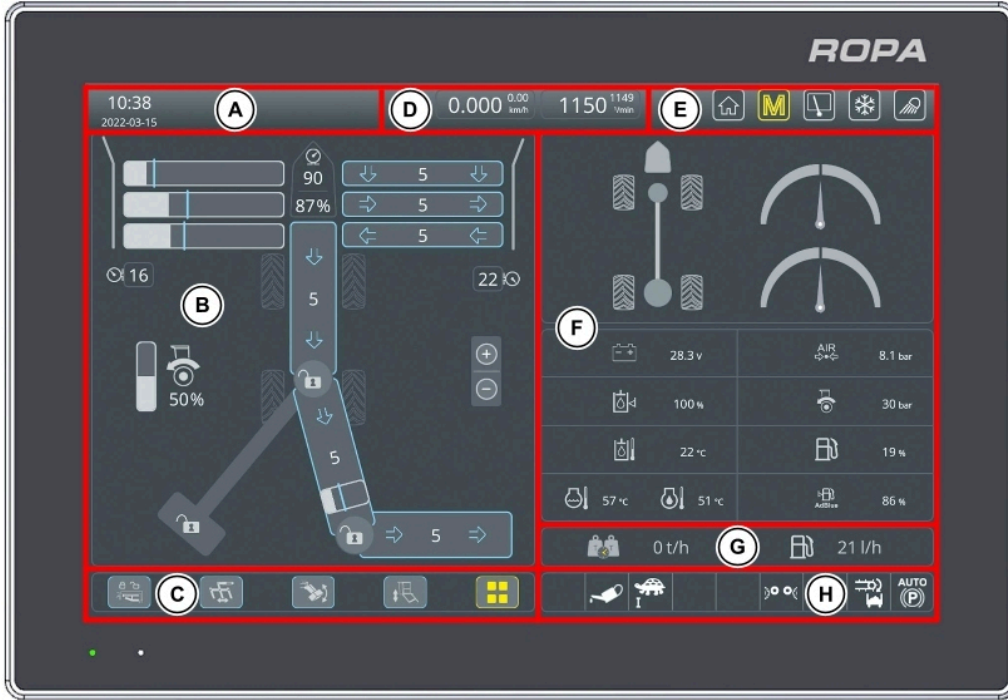 ROPA
10:38
2022-03-15
A
D
0.000 0.00 km/h
1150 1149 1/min
E
M
90
87%
5
5
5
16
22
B
5
50%
5
5
F
28.3 v
AIR
8.1 bar
100 %
30 bar
22 °C
19 %
57 °C
51 °C
AdBlue
86 %
0 t/h
G
21 l/h
C
I
H
AUTO
(P)